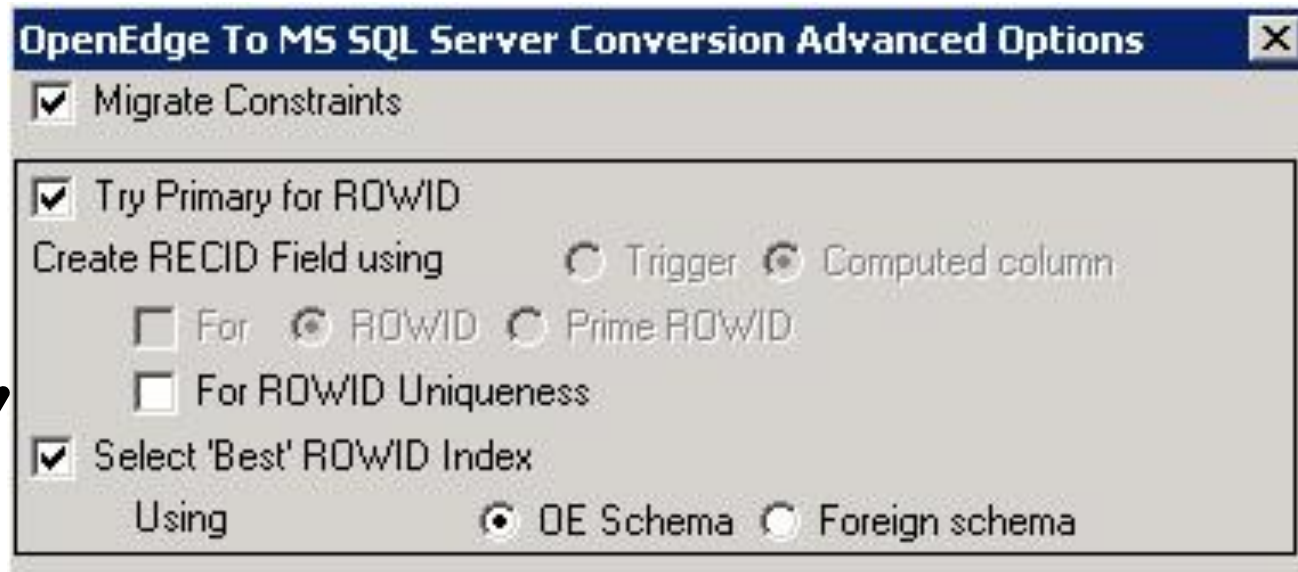 OpenEdge To MS SQL Server Conversion Advanced Options
Migrate Constraints
Try Primary for ROWID
Create RECID Field using Trigger Computed column
For ROWID Prime ROWID
For ROWID Uniqueness
Select 'Best' ROWID Index
Using OE Schema Foreign schema